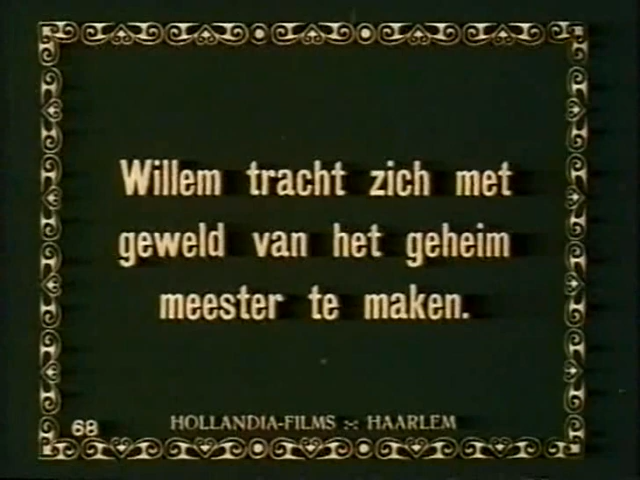 Willem tracht zich met
geweld van het geheim
meester te maken.
68 HOLLANDIA-FILMS :-: HAARLEM